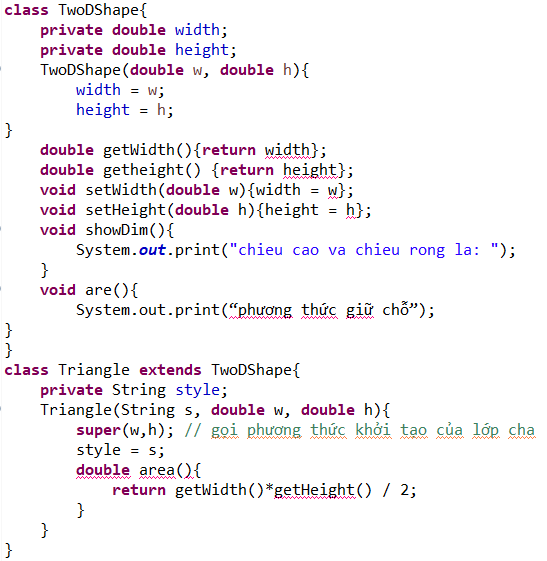 class TwoDShape{
    private double width;
    private double height;
    TwoDShape(double w, double h){
        width = w;
        height = h;
}
    double getWidth(){return width};
    double getheight() {return height};
    void setWidth(double w){width = w};
    void setHeight(double h){height = h};
    void showDim(){
        System.out.print("chieu cao va chieu rong la: ");
    }
    void are(){
        System.out.print(“phương thức giữ chỗ”);
}
}
class Triangle extends TwoDShape{
    private String style;
    Triangle(String s, double w, double h){
        super(w,h); // gọi phương thức khởi tạo của lớp cha
        style = s;
        double area(){
            return getWidth()*getHeight() / 2;
        }
    }
}